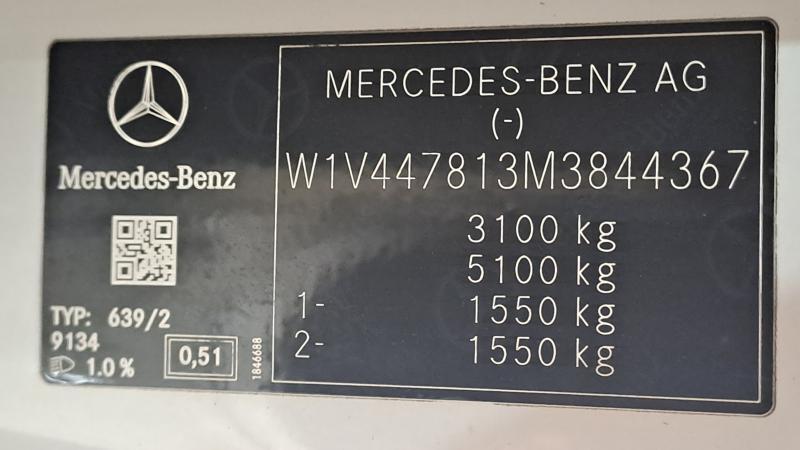 Mercedes-Benz
TYP: 639/2
9134
1.0 %
0,51
1846688
MERCEDES-BENZ AG
(-)
W1V447813M3844367
3100 kg
5100 kg
1- 1550 kg
2- 1550 kg